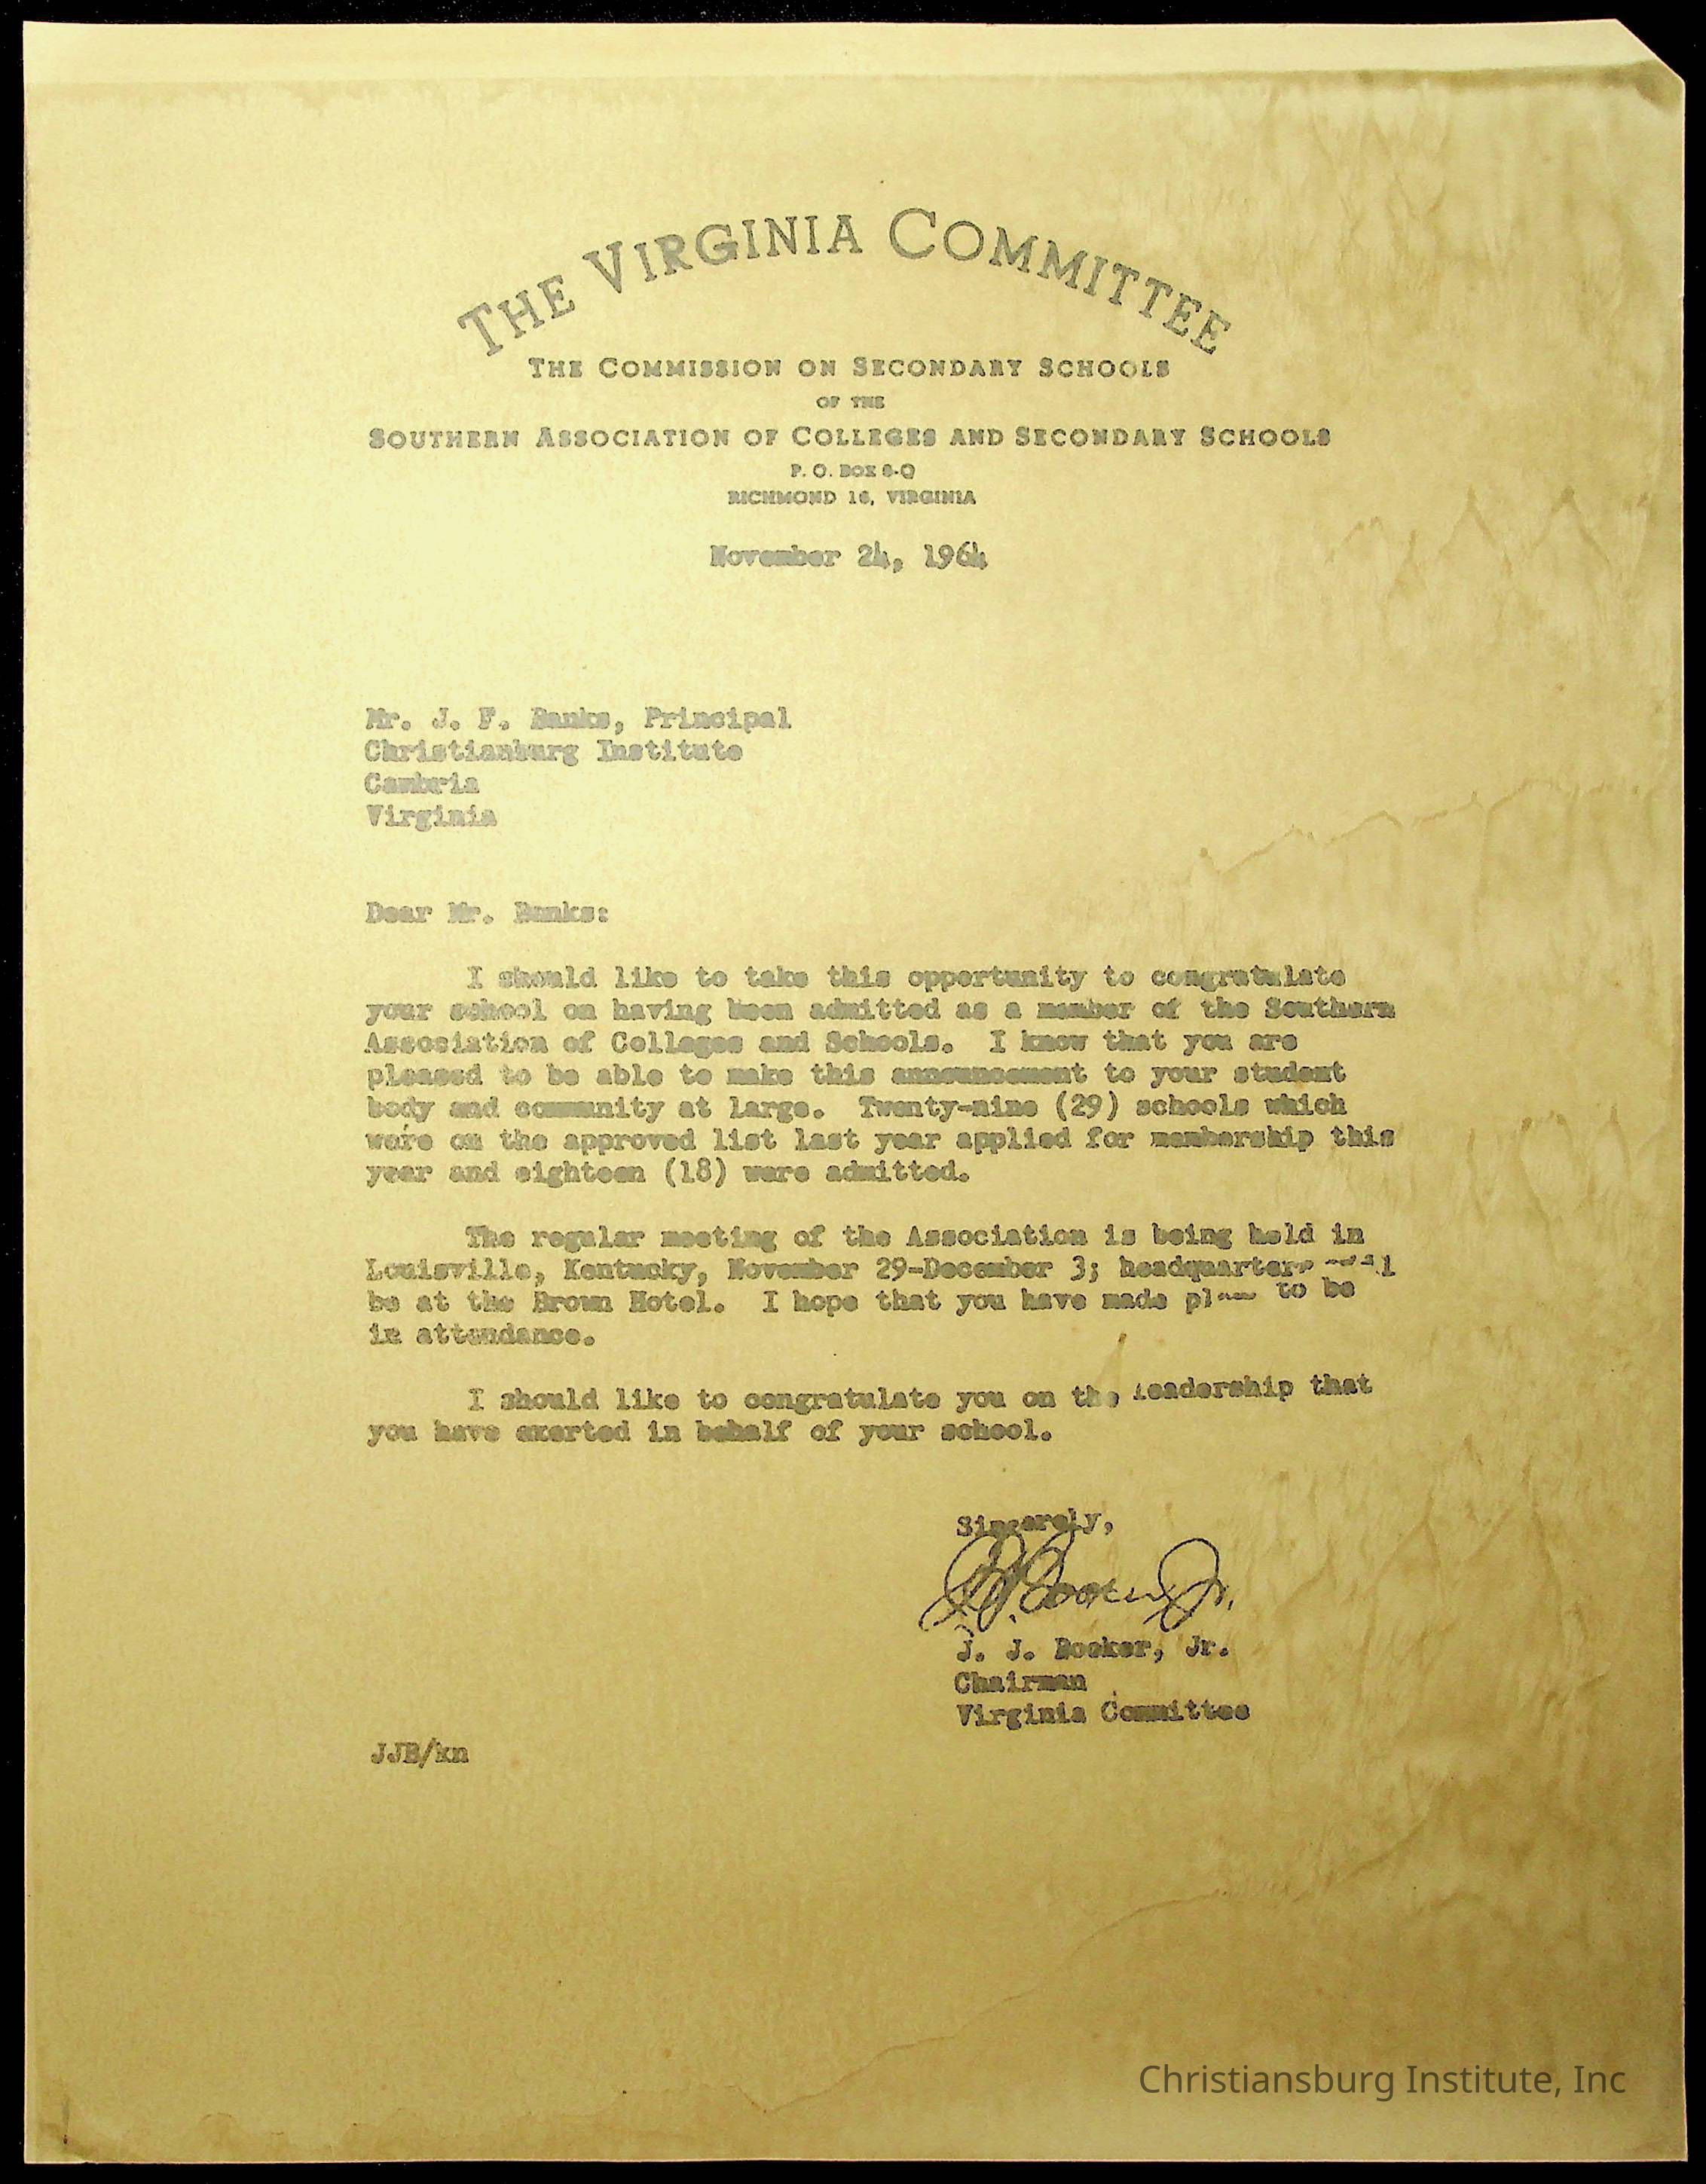 THE VIRGINIA COMMITTEE
THE COMMISSION ON SECONDARY SCHOOLS
OF THE
SOUTHERN ASSOCIATION OF COLLEGES AND SECONDARY SCHOOLS
P. O. BOX 6-Q
RICHMOND 16, VIRGINIA
November 24, 1964
Mr. J. F. Banks, Principal
Christianburg Institute
Cambria
Virginia
Dear Mr. Banks:
I should like to take this opportunity to congratulate
your school on having been admitted as a member of the Southern
Association of Colleges and Schools. I know that you are
pleased to be able to make this announcement to your student
body and community at large. Twenty-nine (29) schools which
were on the approved list last year applied for membership this
year and eighteen (18) were admitted.
The regular meeting of the Association is being held in
Louisville, Kentucky, November 29-December 3; headquarters will
be at the Brown Hotel. I hope that you have made plans to be
in attendance.
I should like to congratulate you on the leadership that
you have exerted in behalf of your school.
Sincerely,
J. J. Booker, Jr.
J. J. Booker, Jr.
Chairman
Virginia Committee
JJB/kn
Christiansburg Institute, Inc